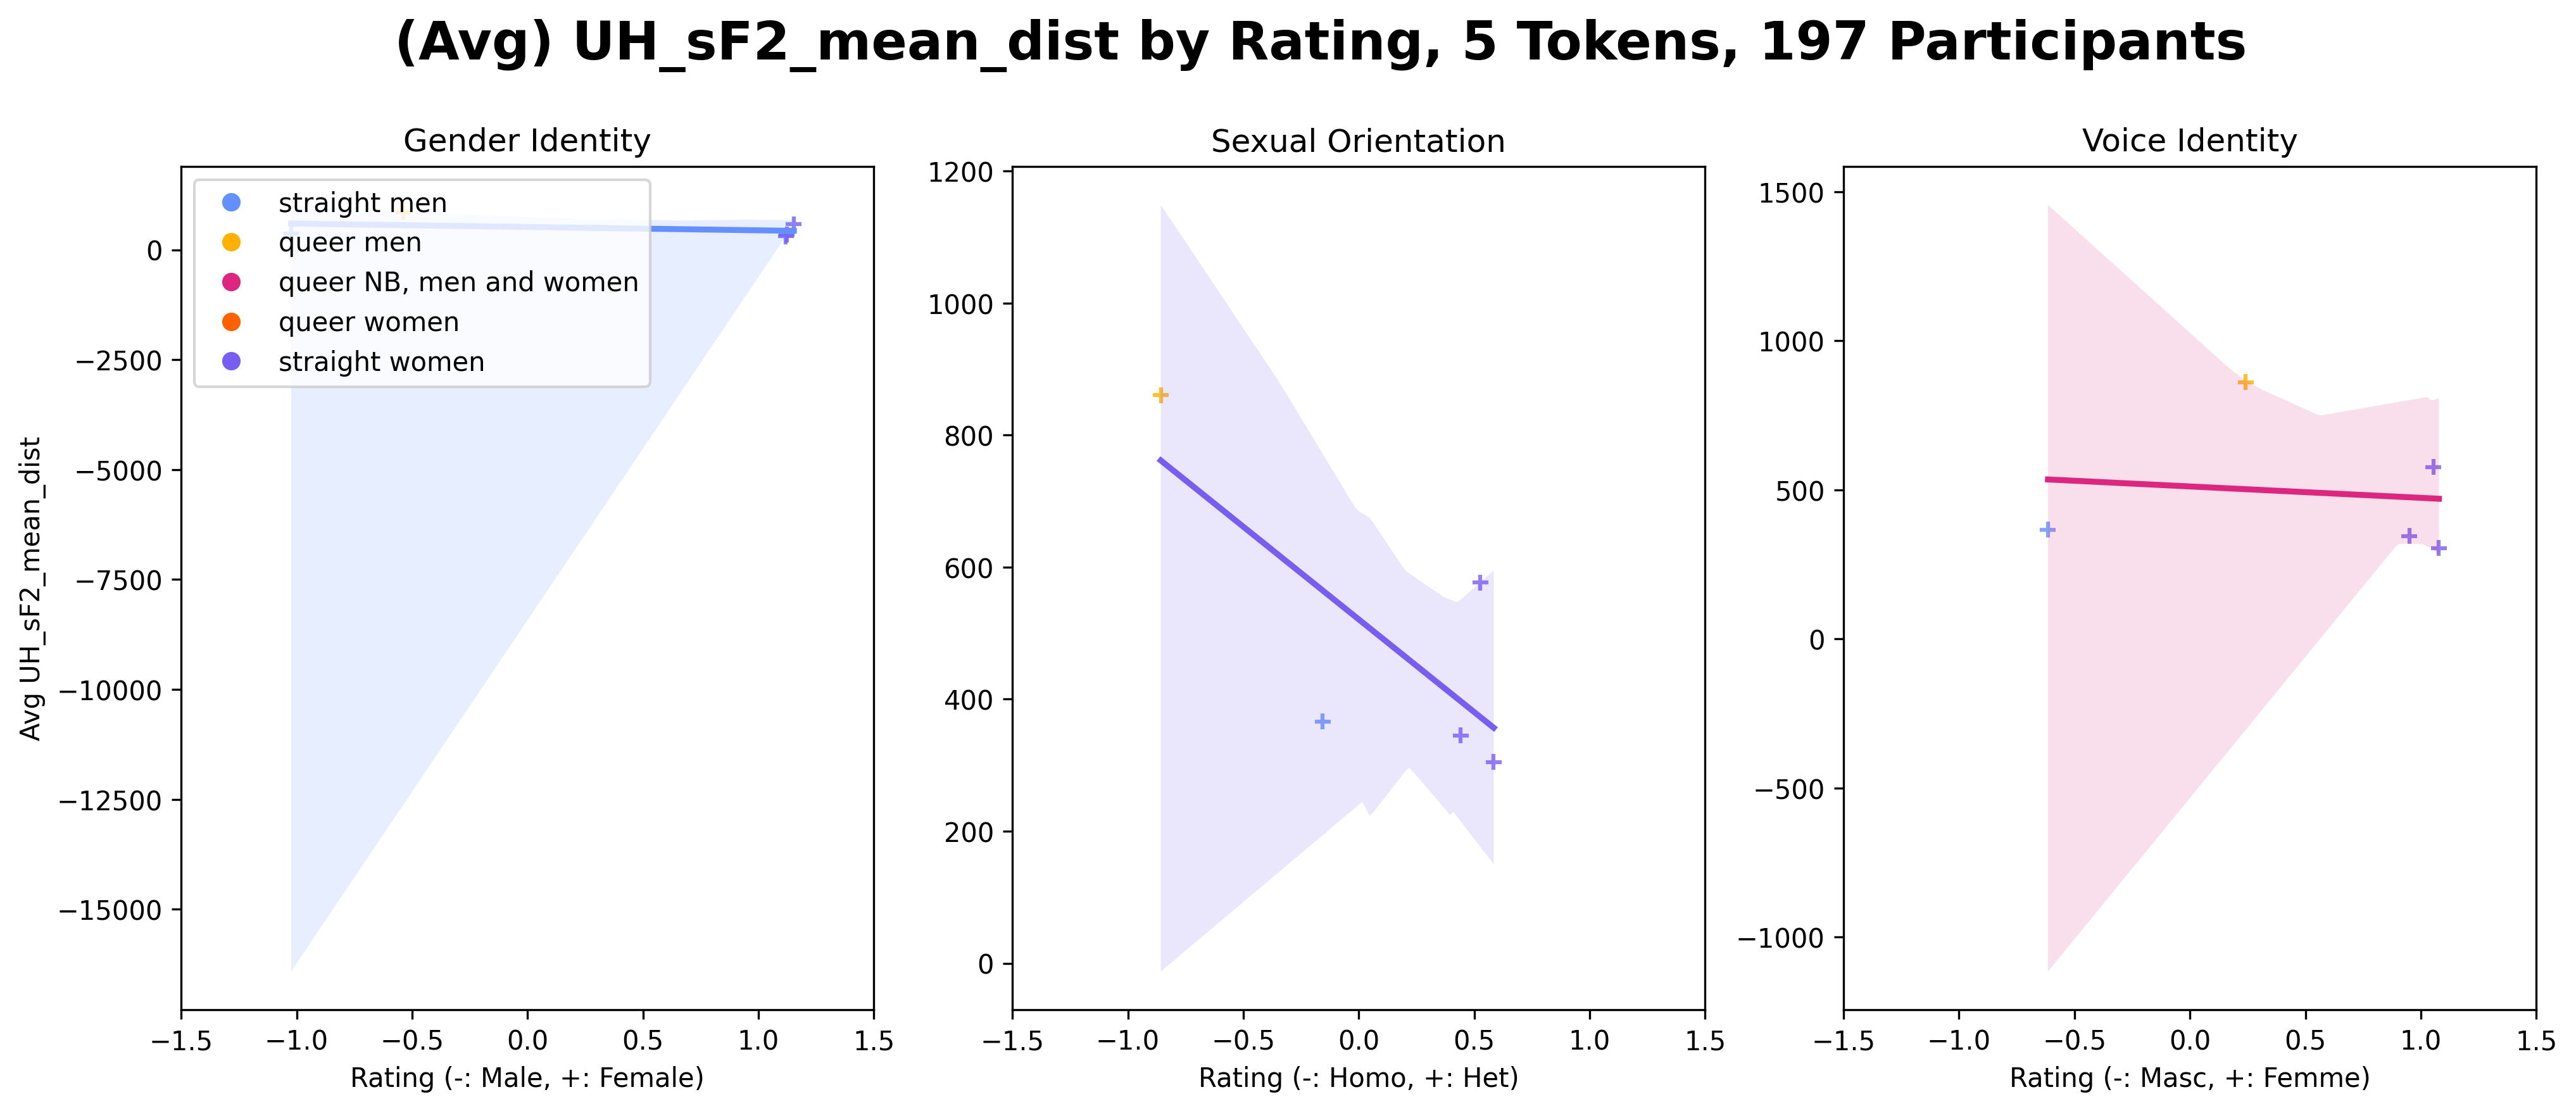 (Avg) UH_sF2_mean_dist by Rating, 5 Tokens, 197 Participants
Gender Identity
straight men
queer men
queer NB, men and women
queer women
straight women
Avg UH_sF2_mean_dist
0
−2500
−5000
−7500
−10000
−12500
−15000
−1.5 −1.0 −0.5 0.0 0.5 1.0 1.5
Rating (-: Male, +: Female)
Sexual Orientation
1200
1000
800
600
400
200
0
−1.5 −1.0 −0.5 0.0 0.5 1.0 1.5
Rating (-: Homo, +: Het)
Voice Identity
1500
1000
500
0
−500
−1000
−1.5 −1.0 −0.5 0.0 0.5 1.0 1.5
Rating (-: Masc, +: Femme)